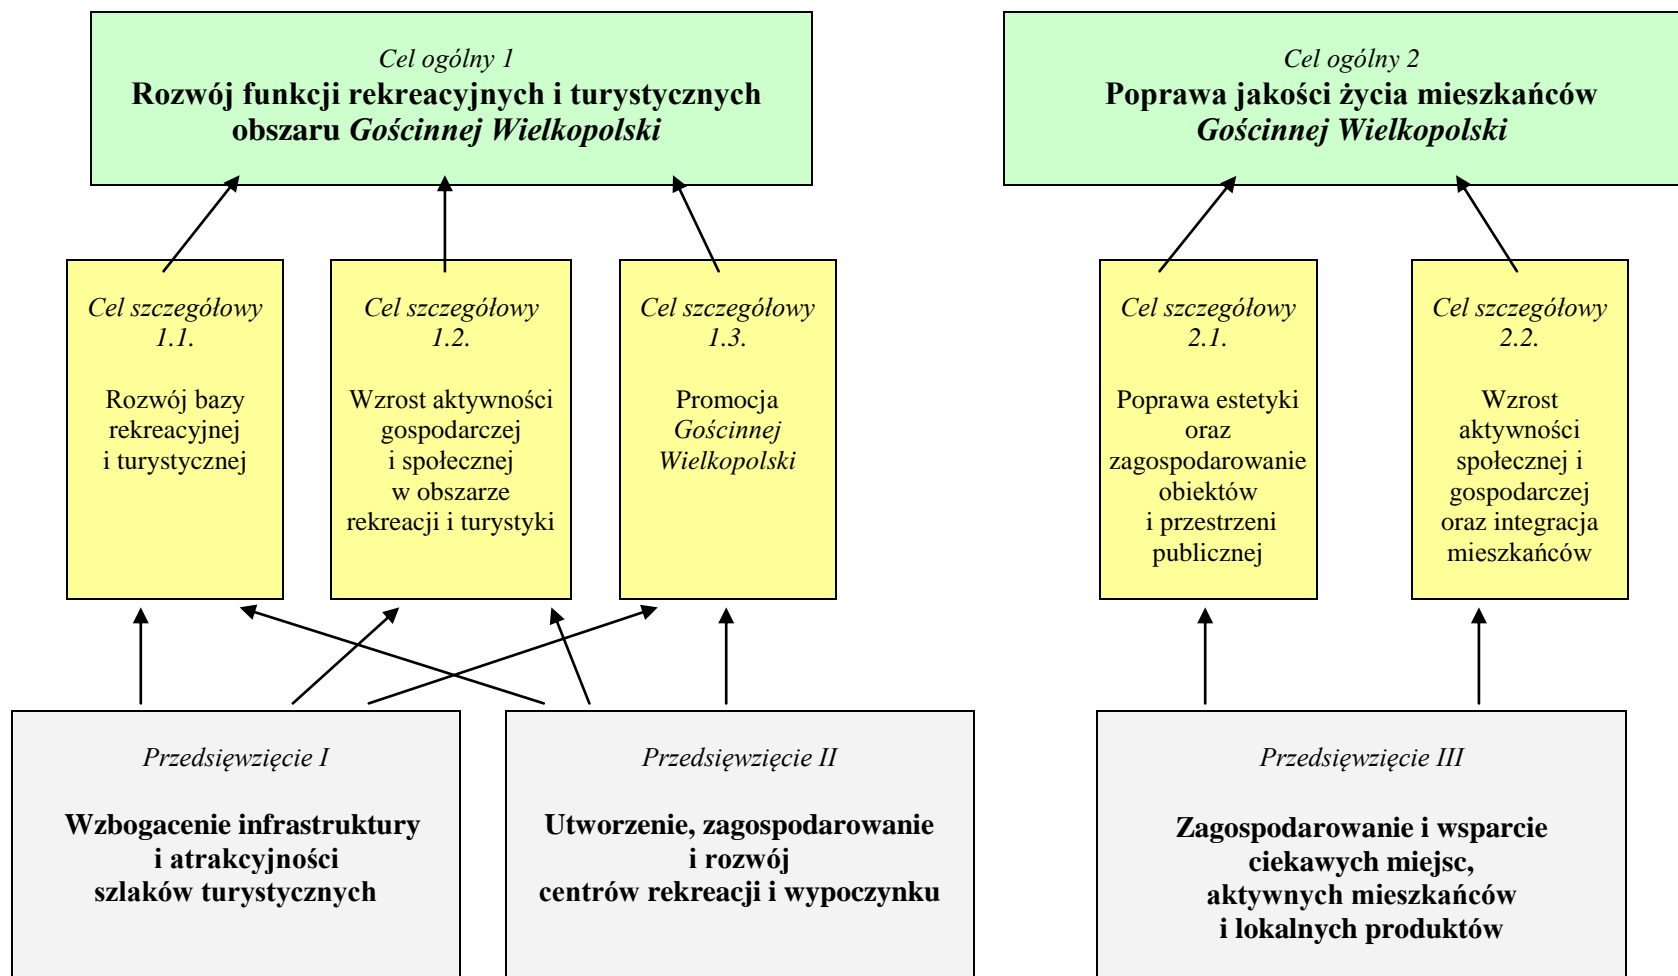 Cel ogólny 1
Rozwój funkcji rekreacyjnych i turystycznych
obszaru Gościnnej Wielkopolski
Cel ogólny 2
Poprawa jakości życia mieszkańców
Gościnnej Wielkopolski
Cel szczegółowy
1.1.
Rozwój bazy
rekreacyjnej
i turystycznej
Cel szczegółowy
1.2.
Wzrost aktywności
gospodarczej
i społecznej
w obszarze
rekreacji i turystyki
Cel szczegółowy
1.3.
Promocja
Gościnnej
Wielkopolski
Cel szczegółowy
2.1.
Poprawa estetyki
oraz
zagospodarowanie
obiektów
i przestrzeni
publicznej
Cel szczegółowy
2.2.
Wzrost
aktywności
społecznej i
gospodarczej
oraz integracja
mieszkańców
Przedsięwzięcie I
Wzbogacenie infrastruktury
i atrakcyjności
szlaków turystycznych
Przedsięwzięcie II
Utworzenie, zagospodarowanie
i rozwój
centrów rekreacji i wypoczynku
Przedsięwzięcie III
Zagospodarowanie i wsparcie
ciekawych miejsc,
aktywnych mieszkańców
i lokalnych produktów